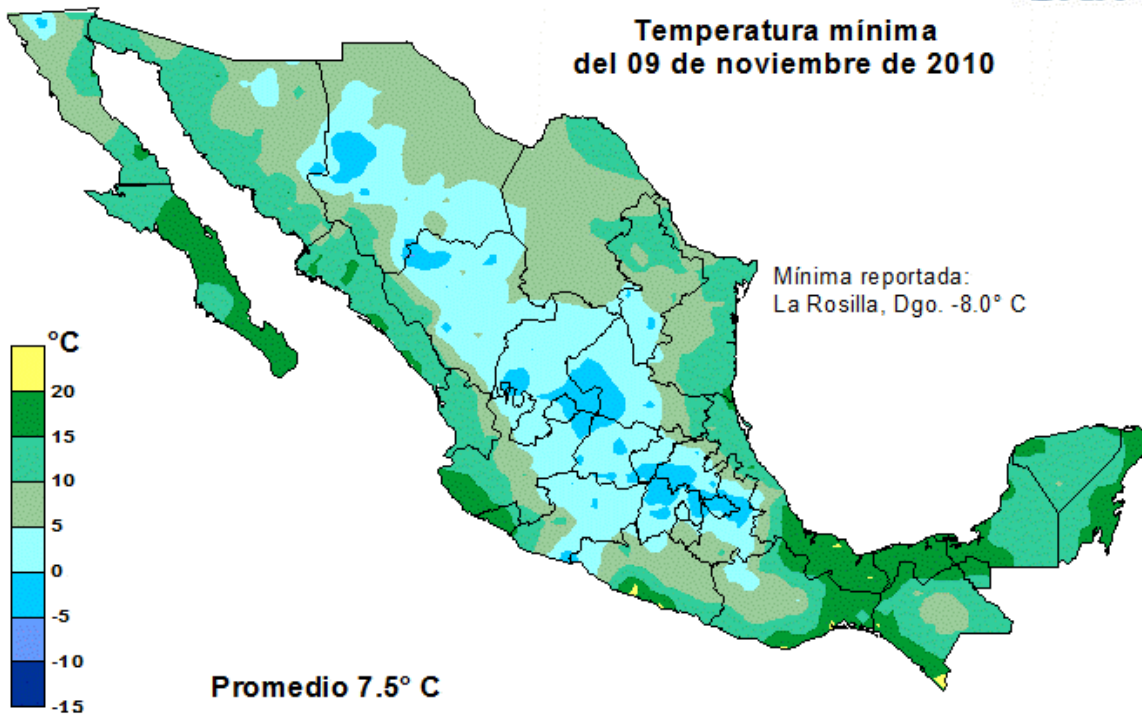 Temperatura mínima
del 09 de noviembre de 2010
Mínima reportada:
La Rosilla, Dgo. -8.0° C
°C
20
15
10
5
0
-5
-10
-15
Promedio 7.5° C